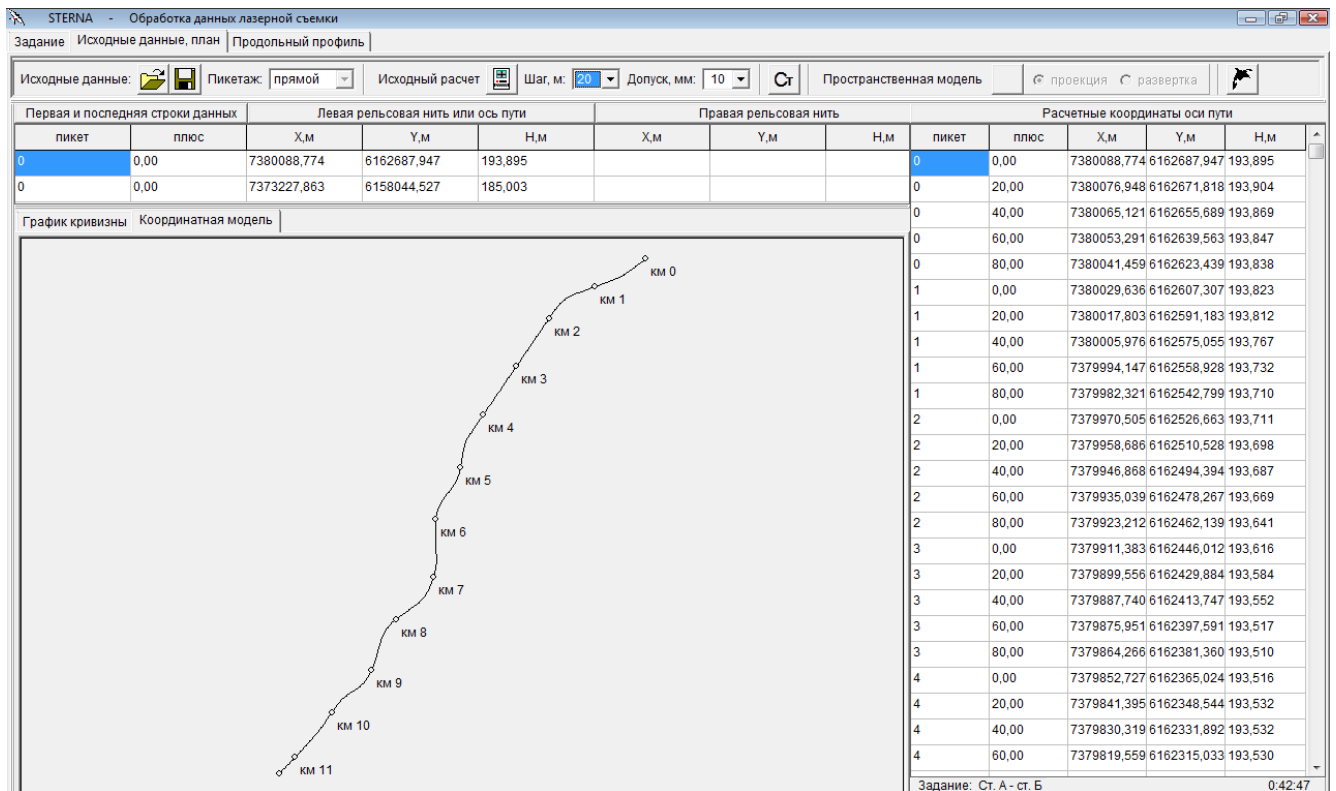 STERNA - Обработка данных лазерной съемки
Задание Исходные данные, план Продольный профиль
Исходные данные: Пикетаж: прямой Исходный расчет Шаг, м: 20 Допуск, мм: 10 Ст Пространственная модель проекция развертка
Первая и последняя строки данных Левая рельсовая нить или ось пути Правая рельсовая нить Расчетные координаты оси пути
пикет плюс X,м Y,м H,м X,м Y,м H,м пикет плюс X,м Y,м H,м
0 0,00 7380088,774 6162687,947 193,895 0 0,00 7380088,774 6162687,947 193,895
0 0,00 7373227,863 6158044,527 185,003 0 20,00 7380076,948 6162671,818 193,904
График кривизны Координатная модель
0 40,00 7380065,121 6162655,689 193,869
0 60,00 7380053,291 6162639,563 193,847
0 80,00 7380041,459 6162623,439 193,838
1 0,00 7380029,636 6162607,307 193,823
1 20,00 7380017,803 6162591,183 193,812
1 40,00 7380005,976 6162575,055 193,767
1 60,00 7379994,147 6162558,928 193,732
1 80,00 7379982,321 6162542,799 193,710
2 0,00 7379970,505 6162526,663 193,711
2 20,00 7379958,686 6162510,528 193,698
2 40,00 7379946,868 6162494,394 193,687
2 60,00 7379935,039 6162478,267 193,669
2 80,00 7379923,212 6162462,139 193,641
3 0,00 7379911,383 6162446,012 193,616
3 20,00 7379899,556 6162429,884 193,584
3 40,00 7379887,740 6162413,747 193,552
3 60,00 7379875,951 6162397,591 193,517
3 80,00 7379864,266 6162381,360 193,510
4 0,00 7379852,727 6162365,024 193,516
4 20,00 7379841,395 6162348,544 193,532
4 40,00 7379830,319 6162331,892 193,532
4 60,00 7379819,559 6162315,033 193,530
км 0
км 1
км 2
км 3
км 4
км 5
км 6
км 7
км 8
км 9
км 10
км 11
Задание: Ст. А - ст. Б 0:42:47